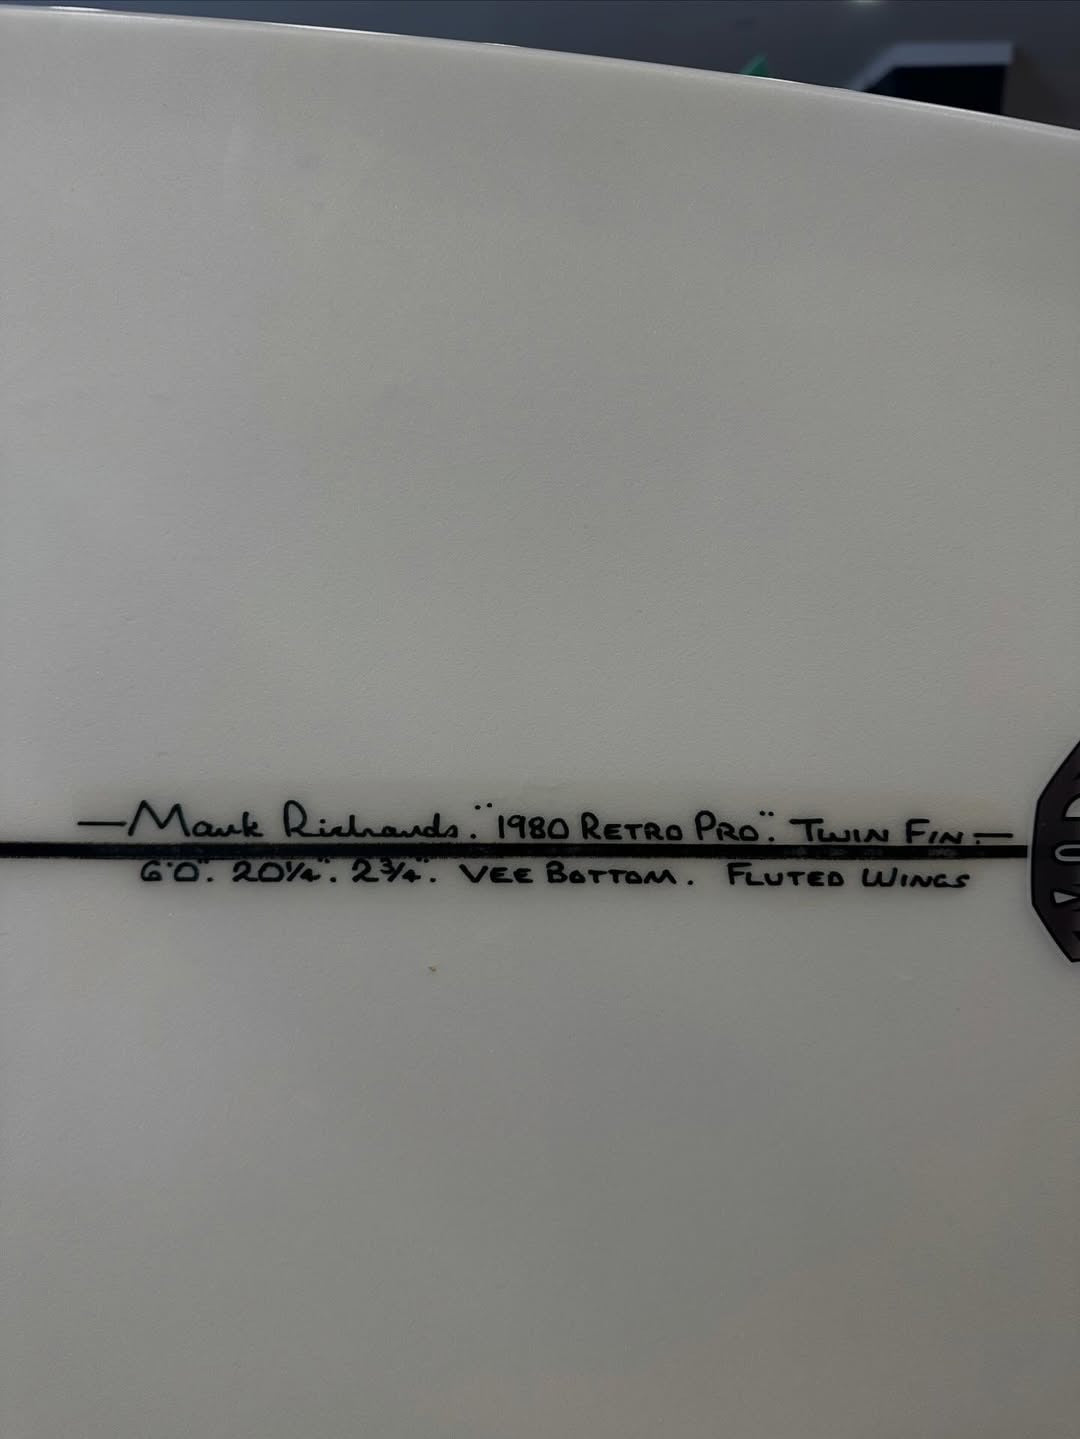 —Mark Richards. "1980 RETRO PRO". TWIN FIN.—
6'0". 20¼". 2¾". VEE BOTTOM. FLUTED WINGS